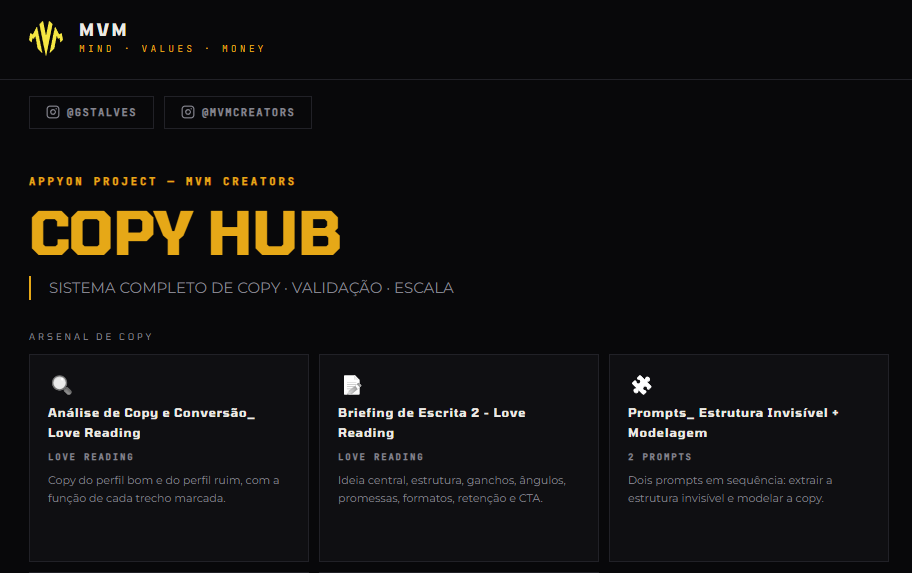 MVM
MIND · VALUES · MONEY
@GSTALVES
@MVMCREATORS
APPYON PROJECT — MVM CREATORS
COPY HUB
SISTEMA COMPLETO DE COPY · VALIDAÇÃO · ESCALA
ARSENAL DE COPY
Análise de Copy e Conversão_
Love Reading
LOVE READING
Copy do perfil bom e do perfil ruim, com a
função de cada trecho marcada.
Briefing de Escrita 2 - Love
Reading
LOVE READING
Ideia central, estrutura, ganchos, ângulos,
promessas, formatos, retenção e CTA.
Prompts_ Estrutura Invisível +
Modelagem
2 PROMPTS
Dois prompts em sequência: extrair a
estrutura invisível e modelar a copy.